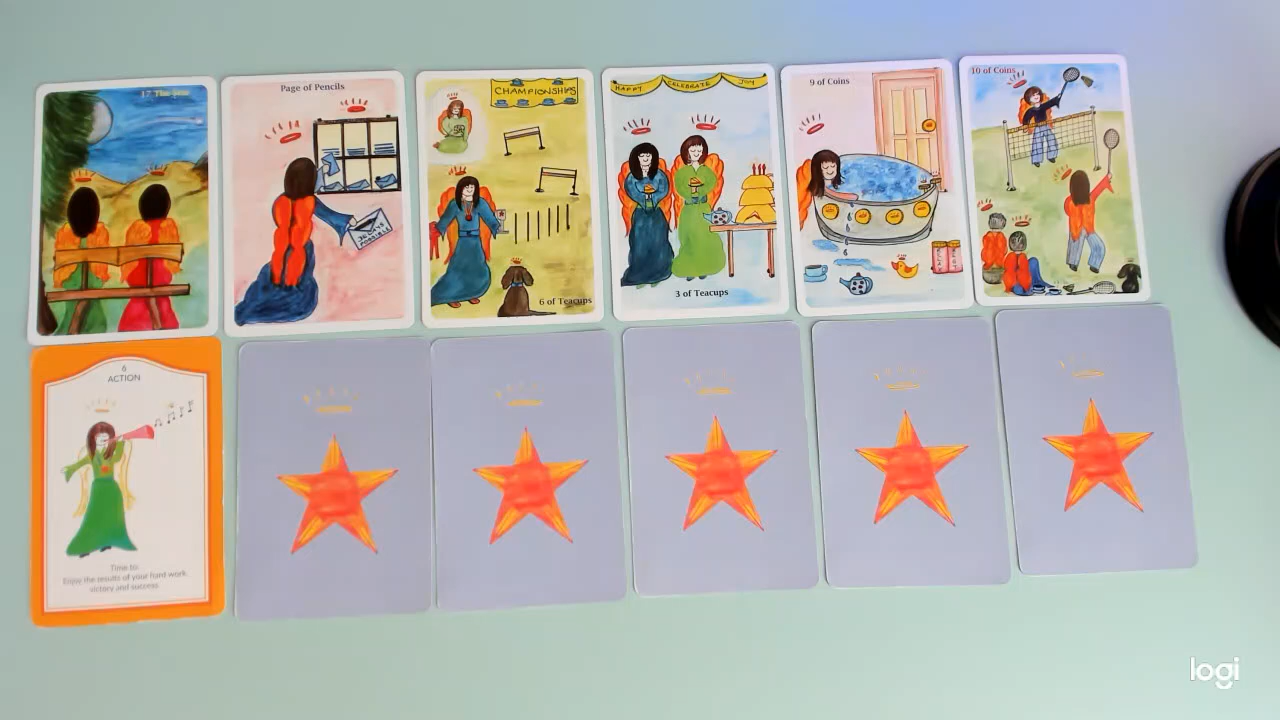 17 The Star
Page of Pencils
CHAMPIONSHIPS
6 of Teacups
HAPPY CELEBRATE JOY
3 of Teacups
9 of Coins
10 of Coins
6
ACTION
Time to:
Enjoy the results of your hard work,
victory and success
logi